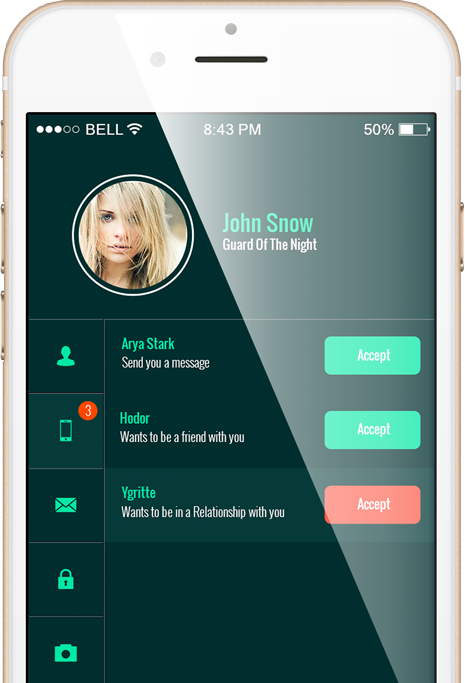 BELL 8:43 PM 50%
John Snow
Guard Of The Night
Arya Stark
Send you a message
Accept
3
Hodor
Wants to be a friend with you
Accept
Ygritte
Wants to be in a Relationship with you
Accept